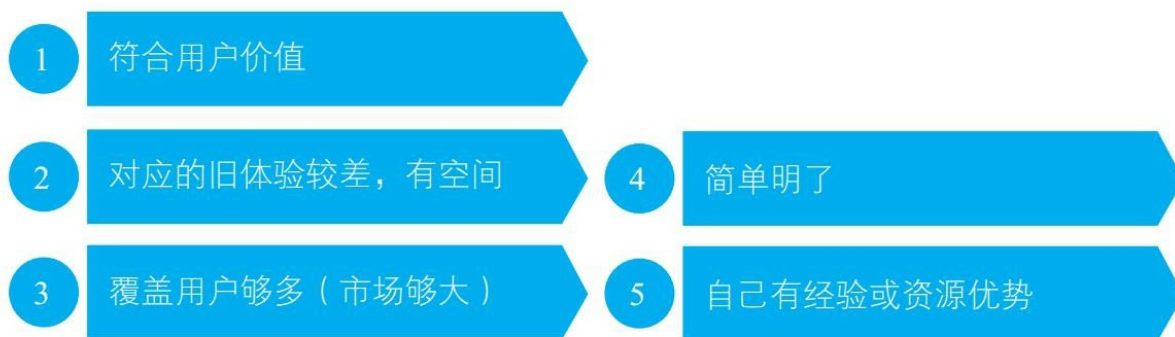 1 符合用户价值
2 对应的旧体验较差，有空间
3 覆盖用户够多（市场够大）
4 简单明了
5 自己有经验或资源优势